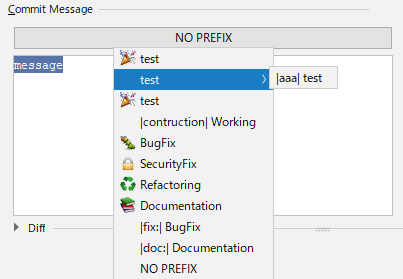 Commit Message
NO PREFIX
message
test
test
|aaa| test
test
|contruction| Working
BugFix
SecurityFix
Refactoring
Documentation
|fix:| BugFix
Diff
|doc:| Documentation
NO PREFIX